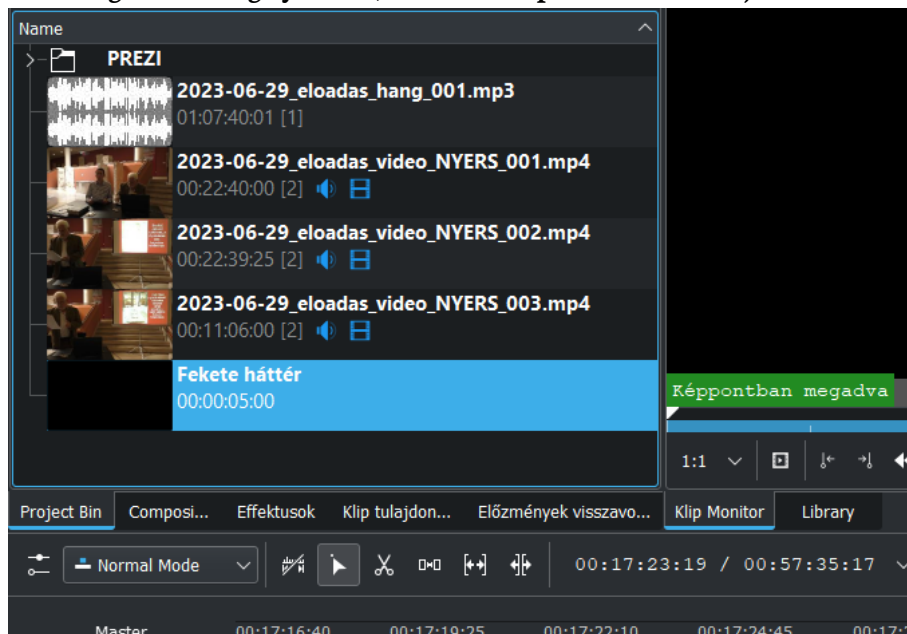 Name
PREZI
2023-06-29_eloadas_hang_001.mp3
01:07:40:01 [1]
2023-06-29_eloadas_video_NYERS_001.mp4
00:22:40:00 [2]
2023-06-29_eloadas_video_NYERS_002.mp4
00:22:39:25 [2]
2023-06-29_eloadas_video_NYERS_003.mp4
00:11:06:00 [2]
Fekete háttér
00:00:05:00
Képpontban megadva
1:1
Project Bin Composi... Effektusok Klip tulajdon... Előzmények visszavo... Klip Monitor Library
Normal Mode 00:17:23:19 / 00:57:35:17
Master 00:17:16:40 00:17:19:25 00:17:22:10 00:17:24:45